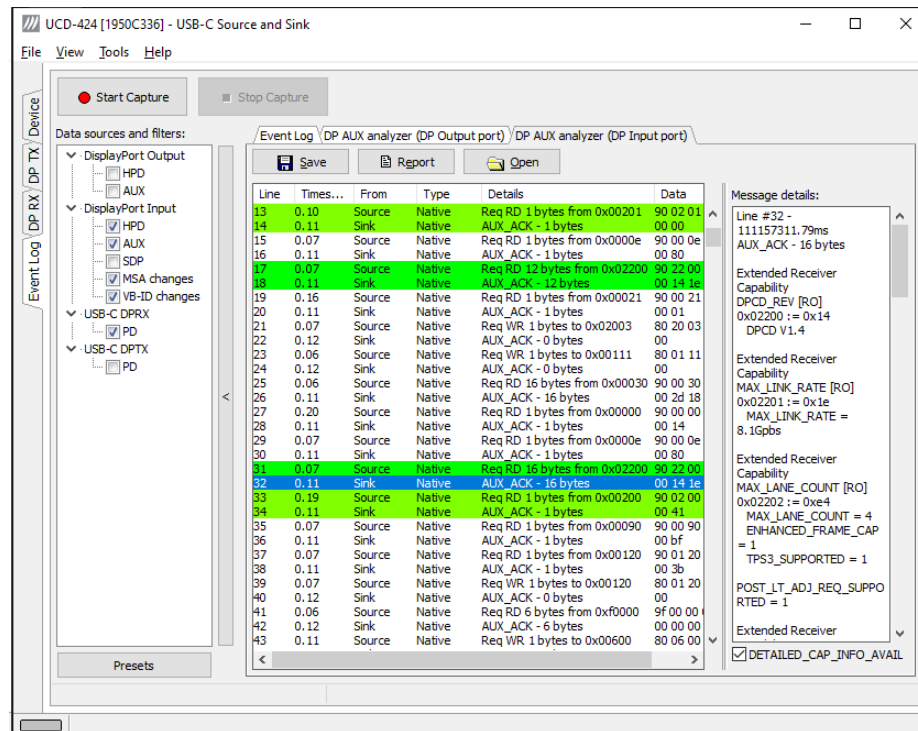 UCD-424 [1950C336] - USB-C Source and Sink
File View Tools Help
Start Capture Stop Capture
Device
DP TX
DP RX
Event Log
Data sources and filters:
DisplayPort Output
HPD
AUX
DisplayPort Input
HPD
AUX
SDP
MSA changes
VB-ID changes
USB-C DPRX
PD
USB-C DPTX
PD
Presets
<
Event Log DP AUX analyzer (DP Output port) DP AUX analyzer (DP Input port)
Save Report Open
Line Times... From Type Details Data
13 0.10 Source Native Req RD 1 bytes from 0x00201 90 02 01
14 0.11 Sink Native AUX_ACK - 1 bytes 00 00
15 0.07 Source Native Req RD 1 bytes from 0x0000e 90 00 0e
16 0.11 Sink Native AUX_ACK - 1 bytes 00 80
17 0.07 Source Native Req RD 12 bytes from 0x02200 90 22 00
18 0.11 Sink Native AUX_ACK - 12 bytes 00 14 1e
19 0.16 Source Native Req RD 1 bytes from 0x00021 90 00 21
20 0.11 Sink Native AUX_ACK - 1 bytes 00 01
21 0.07 Source Native Req WR 1 bytes to 0x02003 80 20 03
22 0.12 Sink Native AUX_ACK - 0 bytes 00
23 0.06 Source Native Req WR 1 bytes to 0x00111 80 01 11
24 0.12 Sink Native AUX_ACK - 0 bytes 00
25 0.06 Source Native Req RD 16 bytes from 0x00030 90 00 30
26 0.11 Sink Native AUX_ACK - 16 bytes 00 2d 18
27 0.20 Source Native Req RD 1 bytes from 0x00000 90 00 00
28 0.11 Sink Native AUX_ACK - 1 bytes 00 14
29 0.07 Source Native Req RD 1 bytes from 0x0000e 90 00 0e
30 0.11 Sink Native AUX_ACK - 1 bytes 00 80
31 0.07 Source Native Req RD 16 bytes from 0x02200 90 22 00
32 0.11 Sink Native AUX_ACK - 16 bytes 00 14 1e
33 0.19 Source Native Req RD 1 bytes from 0x00200 90 02 00
34 0.11 Sink Native AUX_ACK - 1 bytes 00 41
35 0.07 Source Native Req RD 1 bytes from 0x00090 90 00 90
36 0.11 Sink Native AUX_ACK - 1 bytes 00 bf
37 0.07 Source Native Req RD 1 bytes from 0x00120 90 01 20
38 0.11 Sink Native AUX_ACK - 1 bytes 00 3b
39 0.07 Source Native Req WR 1 bytes to 0x00120 80 01 20
40 0.12 Sink Native AUX_ACK - 0 bytes 00
41 0.06 Source Native Req RD 6 bytes from 0xf0000 9f 00 00
42 0.12 Sink Native AUX_ACK - 6 bytes 00 00 00
43 0.11 Source Native Req WR 1 bytes to 0x00600 80 06 00
Message details:
Line #32 -
111157311.79ms
AUX_ACK - 16 bytes
Extended Receiver
Capability
DPCD_REV [RO]
0x02200 := 0x14
DPCD V1.4
Extended Receiver
Capability
MAX_LINK_RATE [RO]
0x02201 := 0x1e
MAX_LINK_RATE =
8.1Gpbs
Extended Receiver
Capability
MAX_LANE_COUNT [RO]
0x02202 := 0xe4
MAX_LANE_COUNT = 4
ENHANCED_FRAME_CAP
= 1
TPS3_SUPPORTED = 1
POST_LT_ADJ_REQ_SUPPO
RTED = 1
Extended Receiver
DETAILED_CAP_INFO_AVAIL